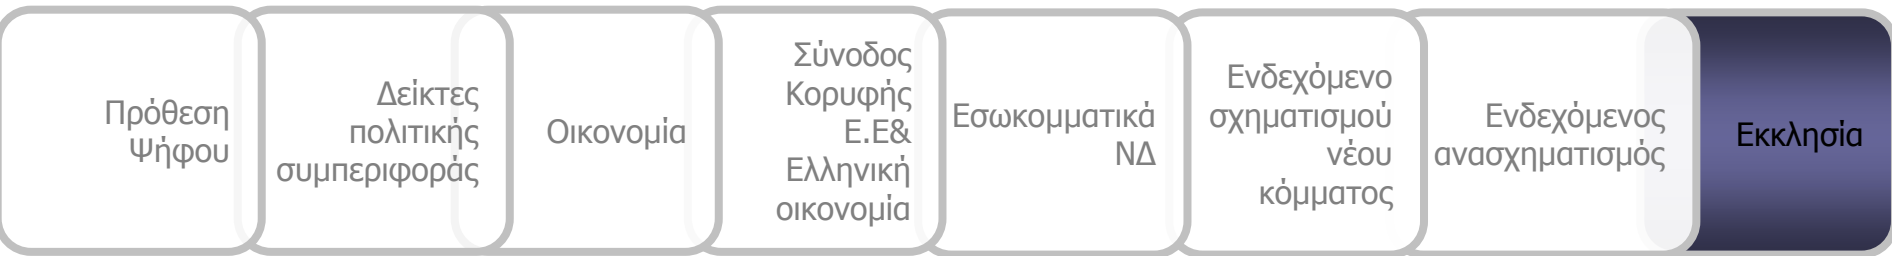 Πρόθεση
Ψήφου
Δείκτες
πολιτικής
συμπεριφοράς
Οικονομία
Σύνοδος
Κορυφής
Ε.Ε&
Ελληνική
οικονομία
Εσωκομματικά
ΝΔ
Ενδεχόμενο
σχηματισμού
νέου
κόμματος
Ενδεχόμενος
ανασχηματισμός
Εκκλησία